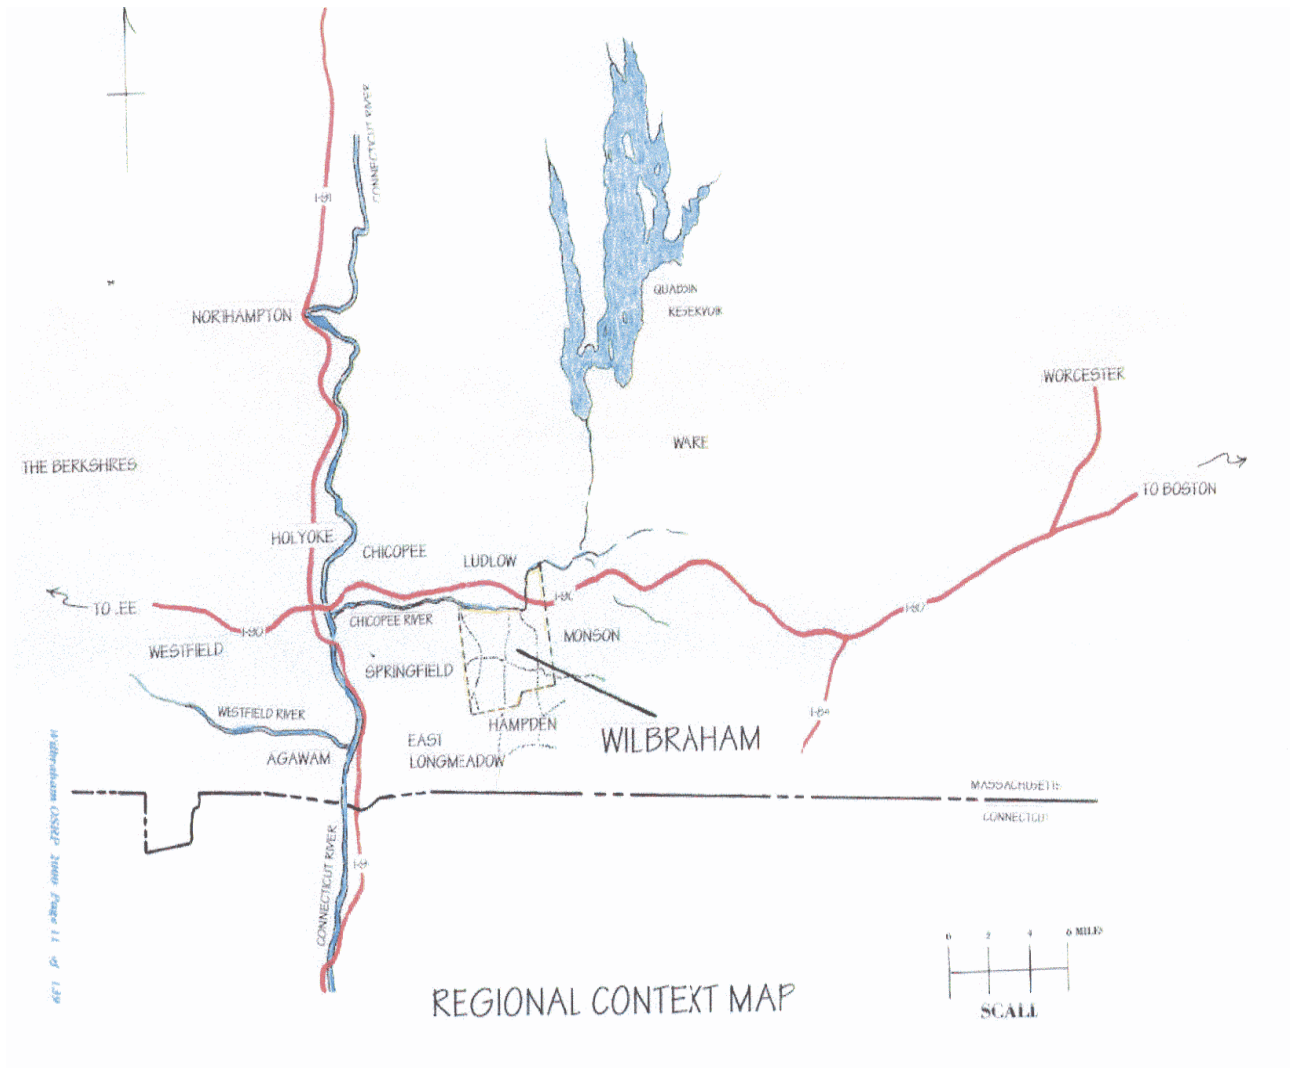 CONNECTICUT RIVER
I-91
NORTHAMPTON
QUABBIN
RESERVOIR
WORCESTER
WARE
THE BERKSHIRES
TO BOSTON
HOLYOKE
CHICOPEE
LUDLOW
I-90
TO LEE
I-90
I-90
CHICOPEE RIVER
MONSON
WESTFIELD
SPRINGFIELD
WESTFIELD RIVER
I-84
HAMPDEN
WILBRAHAM
EAST
LONGMEADOW
AGAWAM
MASSACHUSETTS
CONNECTICUT
CONNECTICUT RIVER
I-91
Wilbraham OSRP 2000 Page 11 of 139
0 2 4 6 MILES
SCALE
REGIONAL CONTEXT MAP